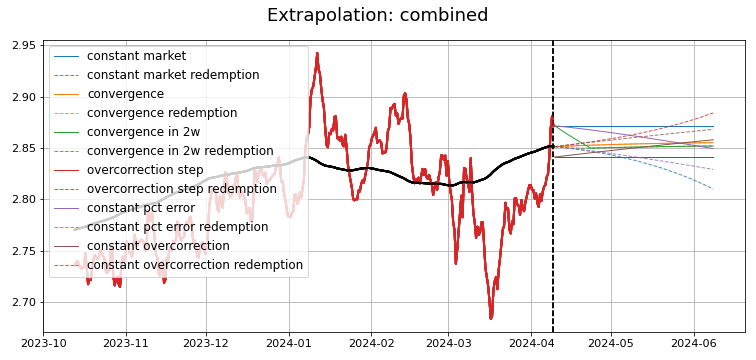 Extrapolation: combined
2.95
2.90
2.85
2.80
2.75
2.70
constant market
constant market redemption
convergence
convergence redemption
convergence in 2w
convergence in 2w redemption
overcorrection step
overcorrection step redemption
constant pct error
constant pct error redemption
constant overcorrection
constant overcorrection redemption
2023-10
2023-11
2023-12
2024-01
2024-02
2024-03
2024-04
2024-05
2024-06